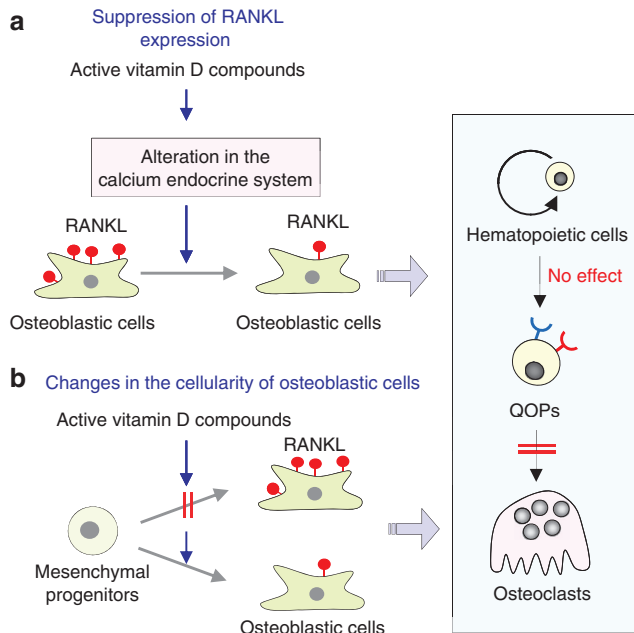 a
Suppression of RANKL
expression
Active vitamin D compounds
Alteration in the
calcium endocrine system
RANKL
RANKL
Osteoblastic cells
Osteoblastic cells
b
Changes in the cellularity of osteoblastic cells
Active vitamin D compounds
RANKL
Mesenchymal
progenitors
Osteoblastic cells
Hematopoietic cells
No effect
QOPs
Osteoclasts